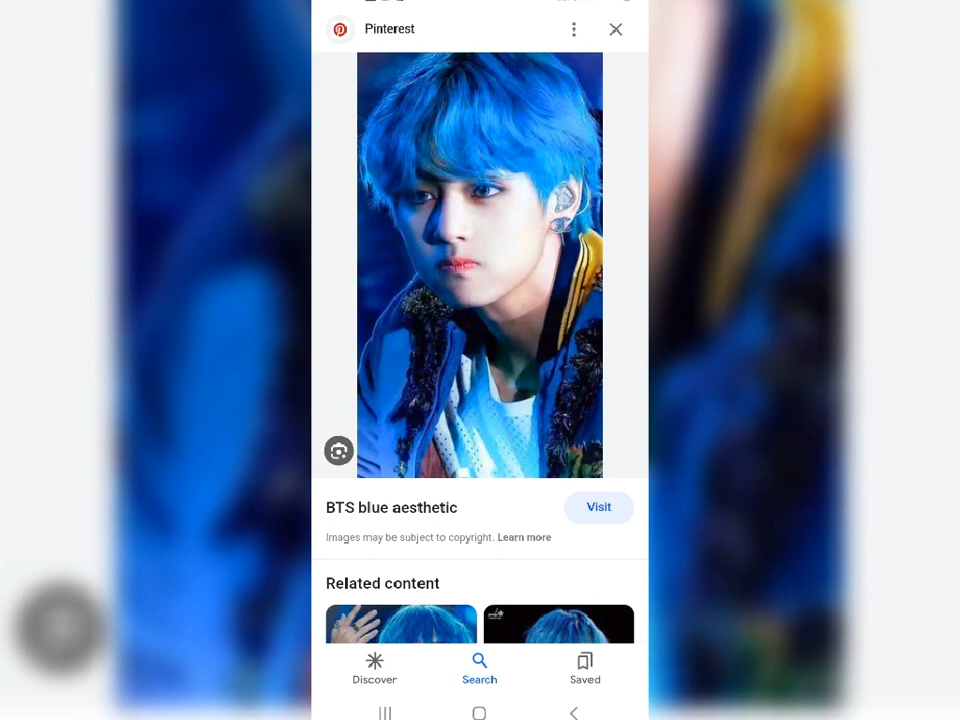 Pinterest
BTS blue aesthetic
Visit
Images may be subject to copyright. Learn more
Related content
Discover
Search
Saved